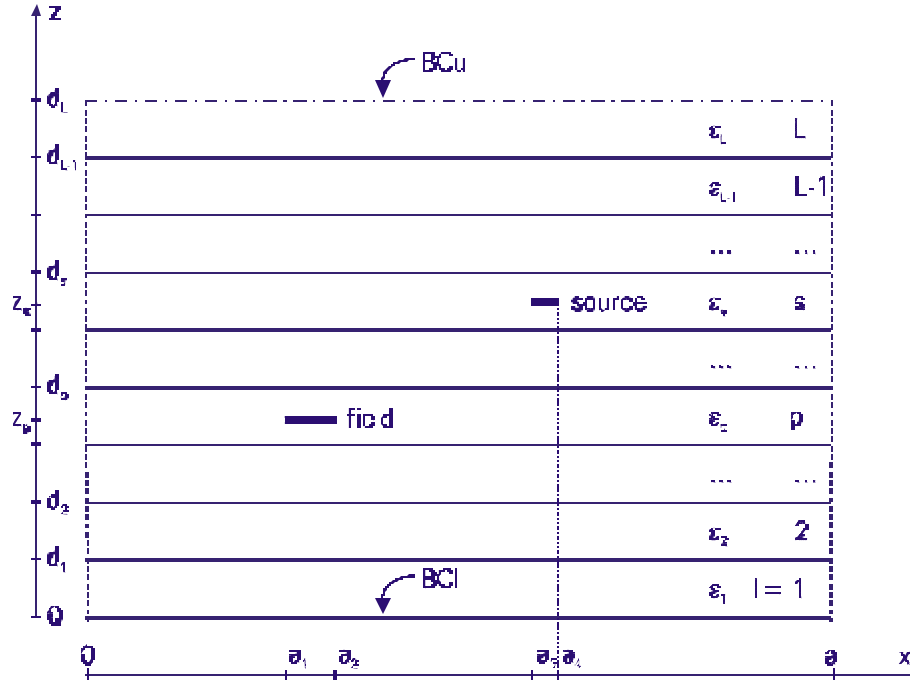 z
BCu
d_L
ε_L L
d_L-1
ε_L-1 L-1
... ...
d_s
z_s source ε_s s
... ...
d_p
z_p field ε_p p
... ...
d_2
ε_2 2
d_1
BCl
ε_1 l = 1
0
0 a_1 a_2 a_3 a_4 a x